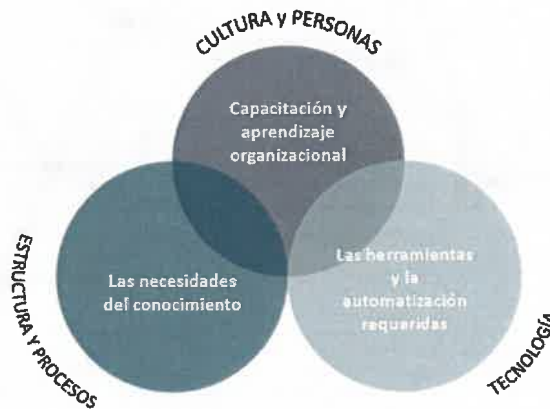 CULTURA y PERSONAS
Capacitación y
aprendizaje
organizacional
Las necesidades
del conocimiento
Las herramientas
y la
automatización
requeridas
ESTRUCTURA Y PROCESOS
TECNOLOGÍA